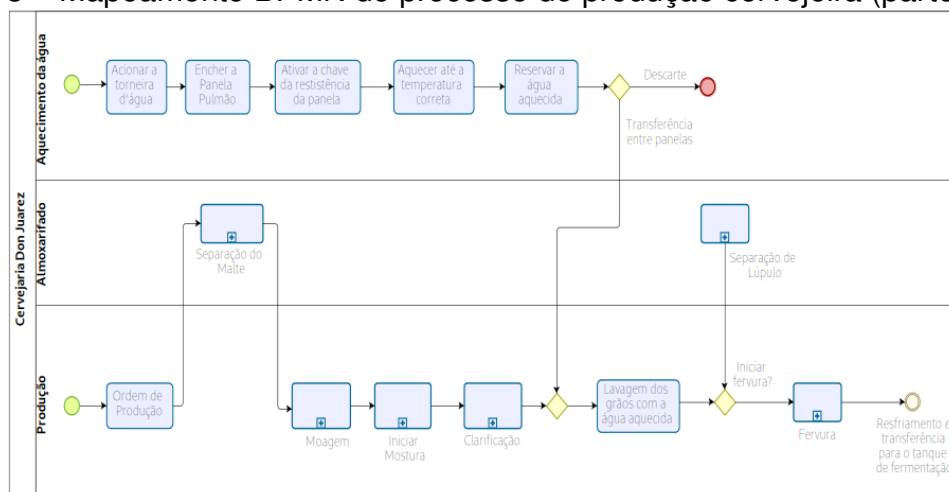 Mapeamento BPMN do processo de produção cervejeira (parte
Cervejaria Don Juarez
Aquecimento da água
Acionar a
torneira
d'água
Encher a
Panela
Pulmão
Ativar a chave
da restistência
da panela
Aquecer até a
temperatura
correta
Reservar a
água
aquecida
Descarte
Transferência
entre panelas
Almoxarifado
Separação do
Malte
Separação de
Lúpulo
Produção
Ordem de
Produção
Moagem
Iniciar
Mostura
Clarificação
Lavagem dos
grãos com a
água aquecida
Iniciar
fervura?
Fervura
Resfriamento e
transferência
para o tanque
de fermentação